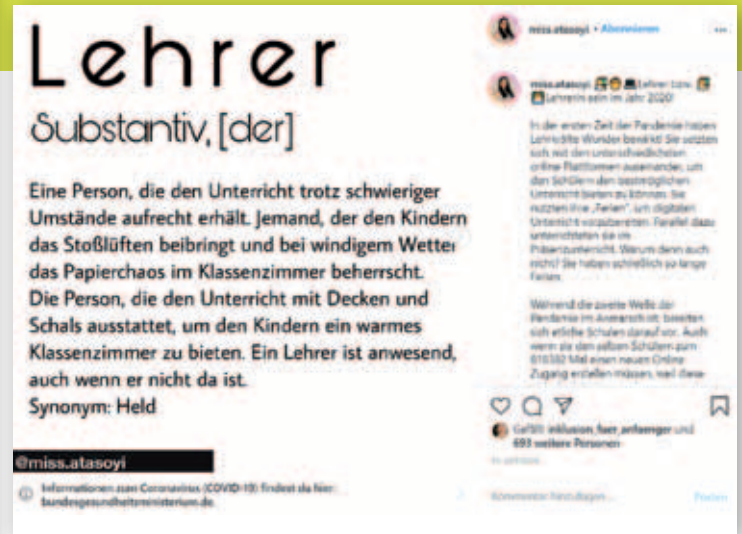 Lehrer
Substantiv, [der]
Eine Person, die den Unterricht trotz schwieriger
Umstände aufrecht erhält. Jemand, der den Kindern
das Stoßlüften beibringt und bei windigem Wetter
das Papierchaos im Klassenzimmer beherrscht.
Die Person, die den Unterricht mit Decken und
Schals ausstattet, um den Kindern ein warmes
Klassenzimmer zu bieten. Ein Lehrer ist anwesend,
auch wenn er nicht da ist.
Synonym: Held
@miss.atasoyi
Informationen zum Coronavirus (COVID-19) findest du hier:
bundesgesundheitsministerium.de.
miss.atasoyi • Abonnieren
miss.atasoyi Lehrer bzw.
Lehrerin sein im Jahr 2020!
In der ersten Zeit der Pandemie haben
Lehrkräfte Wunder bewirkt! Sie setzten
sich mit den unterschiedlichsten
online Plattformen auseinander, um
den Schülern den bestmöglichen
Unterricht bieten zu können. Sie
nutzten ihre „Ferien“, um digitalen
Unterricht vorzubereiten. Parallel dazu
unterrichteten sie im
Präsenzunterricht. Warum denn auch
nicht? Sie haben schließlich so lange
Ferien.
Während die zweite Welle der
Pandemie im Anmarsch ist, bereiten
sich etliche Schulen darauf vor. Auch
wenn sie den selben Schülern zum
Mal einen neuen Online
Zugang erstellen müssen, weil diese
Gefällt inklusion_fuer_anfaenger und
693 weitere Personen
Kommentar hinzufügen ...
Posten